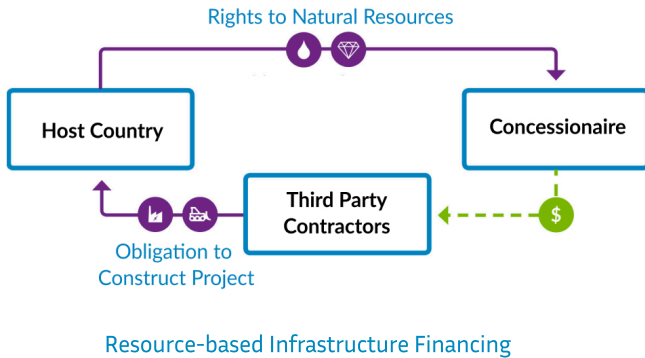 Rights to Natural Resources
Host Country
Concessionaire
Third Party
Contractors
$
Obligation to
Construct Project
Resource-based Infrastructure Financing